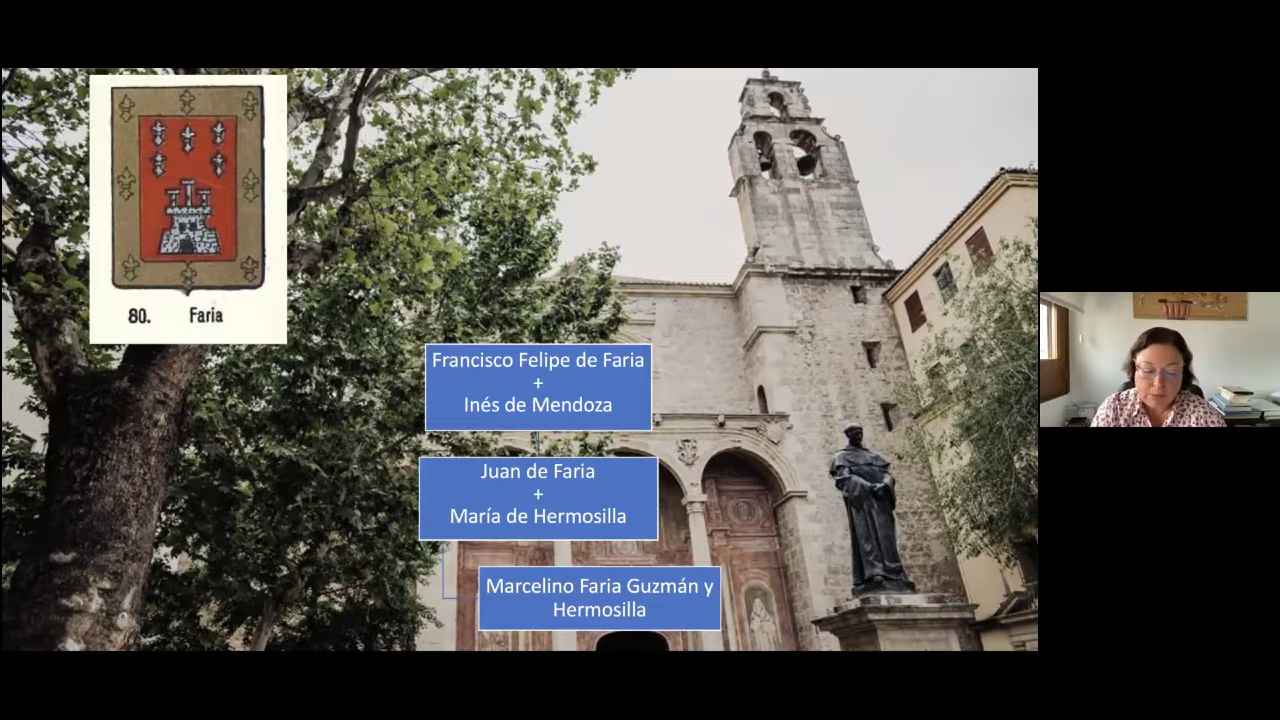 80. Faria
Francisco Felipe de Faria
+
Inés de Mendoza
Juan de Faria
+
María de Hermosilla
Marcelino Faria Guzmán y
Hermosilla